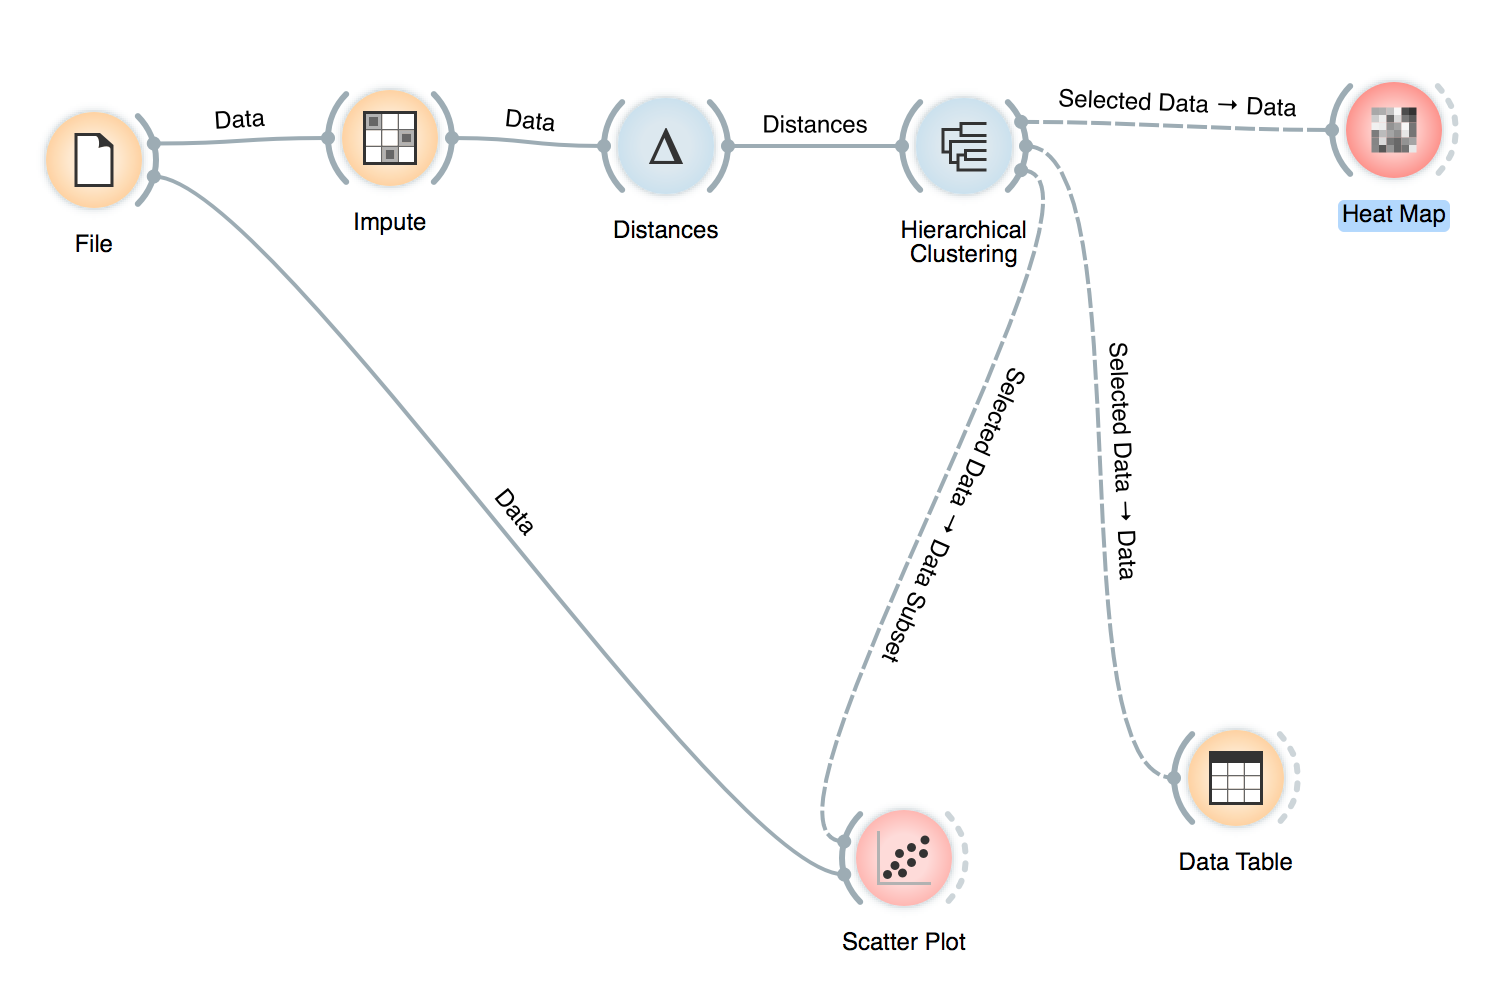 Data
Data
Distances
Selected Data → Data
File
Impute
Distances
Hierarchical
Clustering
Heat Map
Data
Selected Data → Data Subset
Selected Data → Data
Scatter Plot
Data Table